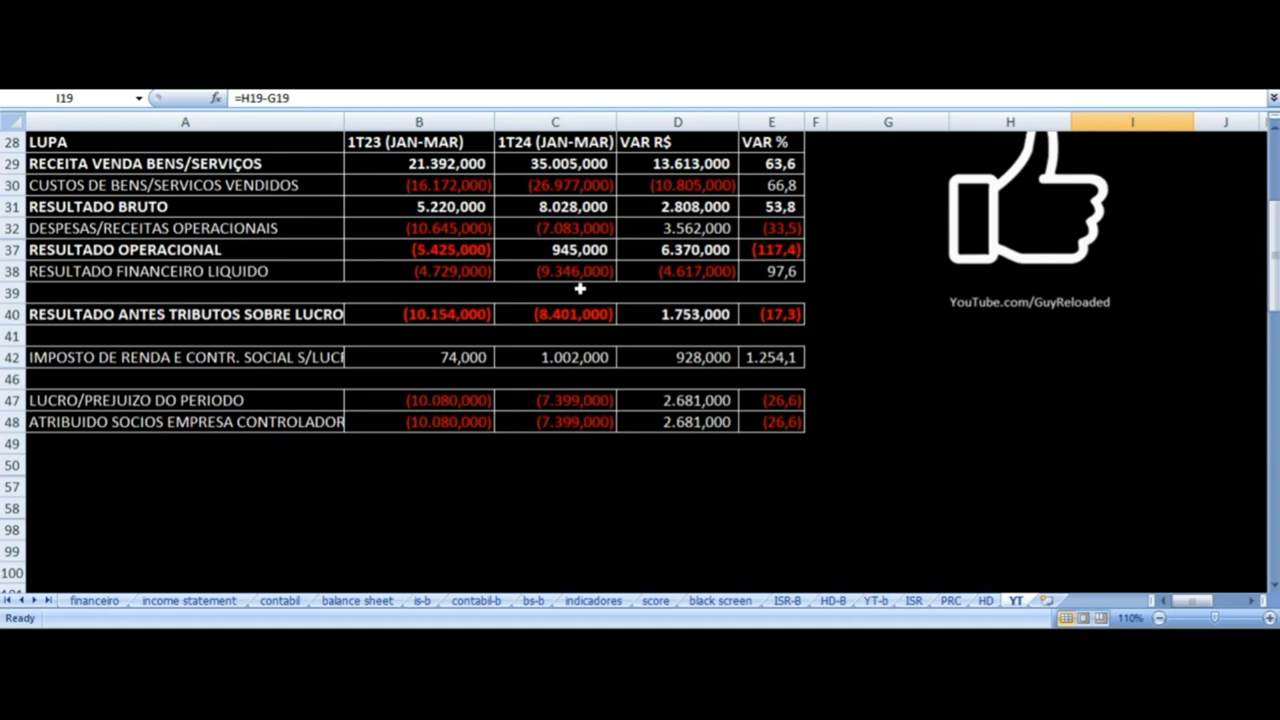 I19 fx =H19-G19
A B C D E F G H I J
28 LUPA 1T23 (JAN-MAR) 1T24 (JAN-MAR) VAR R$ VAR %
29 RECEITA VENDA BENS/SERVIÇOS 21.392,000 35.005,000 13.613,000 63,6
30 CUSTOS DE BENS/SERVICOS VENDIDOS (16.172,000) (26.977,000) (10.805,000) 66,8
31 RESULTADO BRUTO 5.220,000 8.028,000 2.808,000 53,8
32 DESPESAS/RECEITAS OPERACIONAIS (10.645,000) (7.083,000) 3.562,000 (33,5)
37 RESULTADO OPERACIONAL (5.425,000) 945,000 6.370,000 (117,4)
38 RESULTADO FINANCEIRO LIQUIDO (4.729,000) (9.346,000) (4.617,000) 97,6
39
YouTube.com/GuyReloaded
40 RESULTADO ANTES TRIBUTOS SOBRE LUCRO (10.154,000) (8.401,000) 1.753,000 (17,3)
41
42 IMPOSTO DE RENDA E CONTR. SOCIAL S/LUCR 74,000 1.002,000 928,000 1.254,1
46
47 LUCRO/PREJUIZO DO PERIODO (10.080,000) (7.399,000) 2.681,000 (26,6)
48 ATRIBUIDO SOCIOS EMPRESA CONTROLADOR (10.080,000) (7.399,000) 2.681,000 (26,6)
49
50
57
58
98
99
100
financeiro income statement contabil balance sheet is-b contabil-b bs-b indicadores score black screen ISR-B HD-B YT-b ISR PRC HD YT
Ready 110%